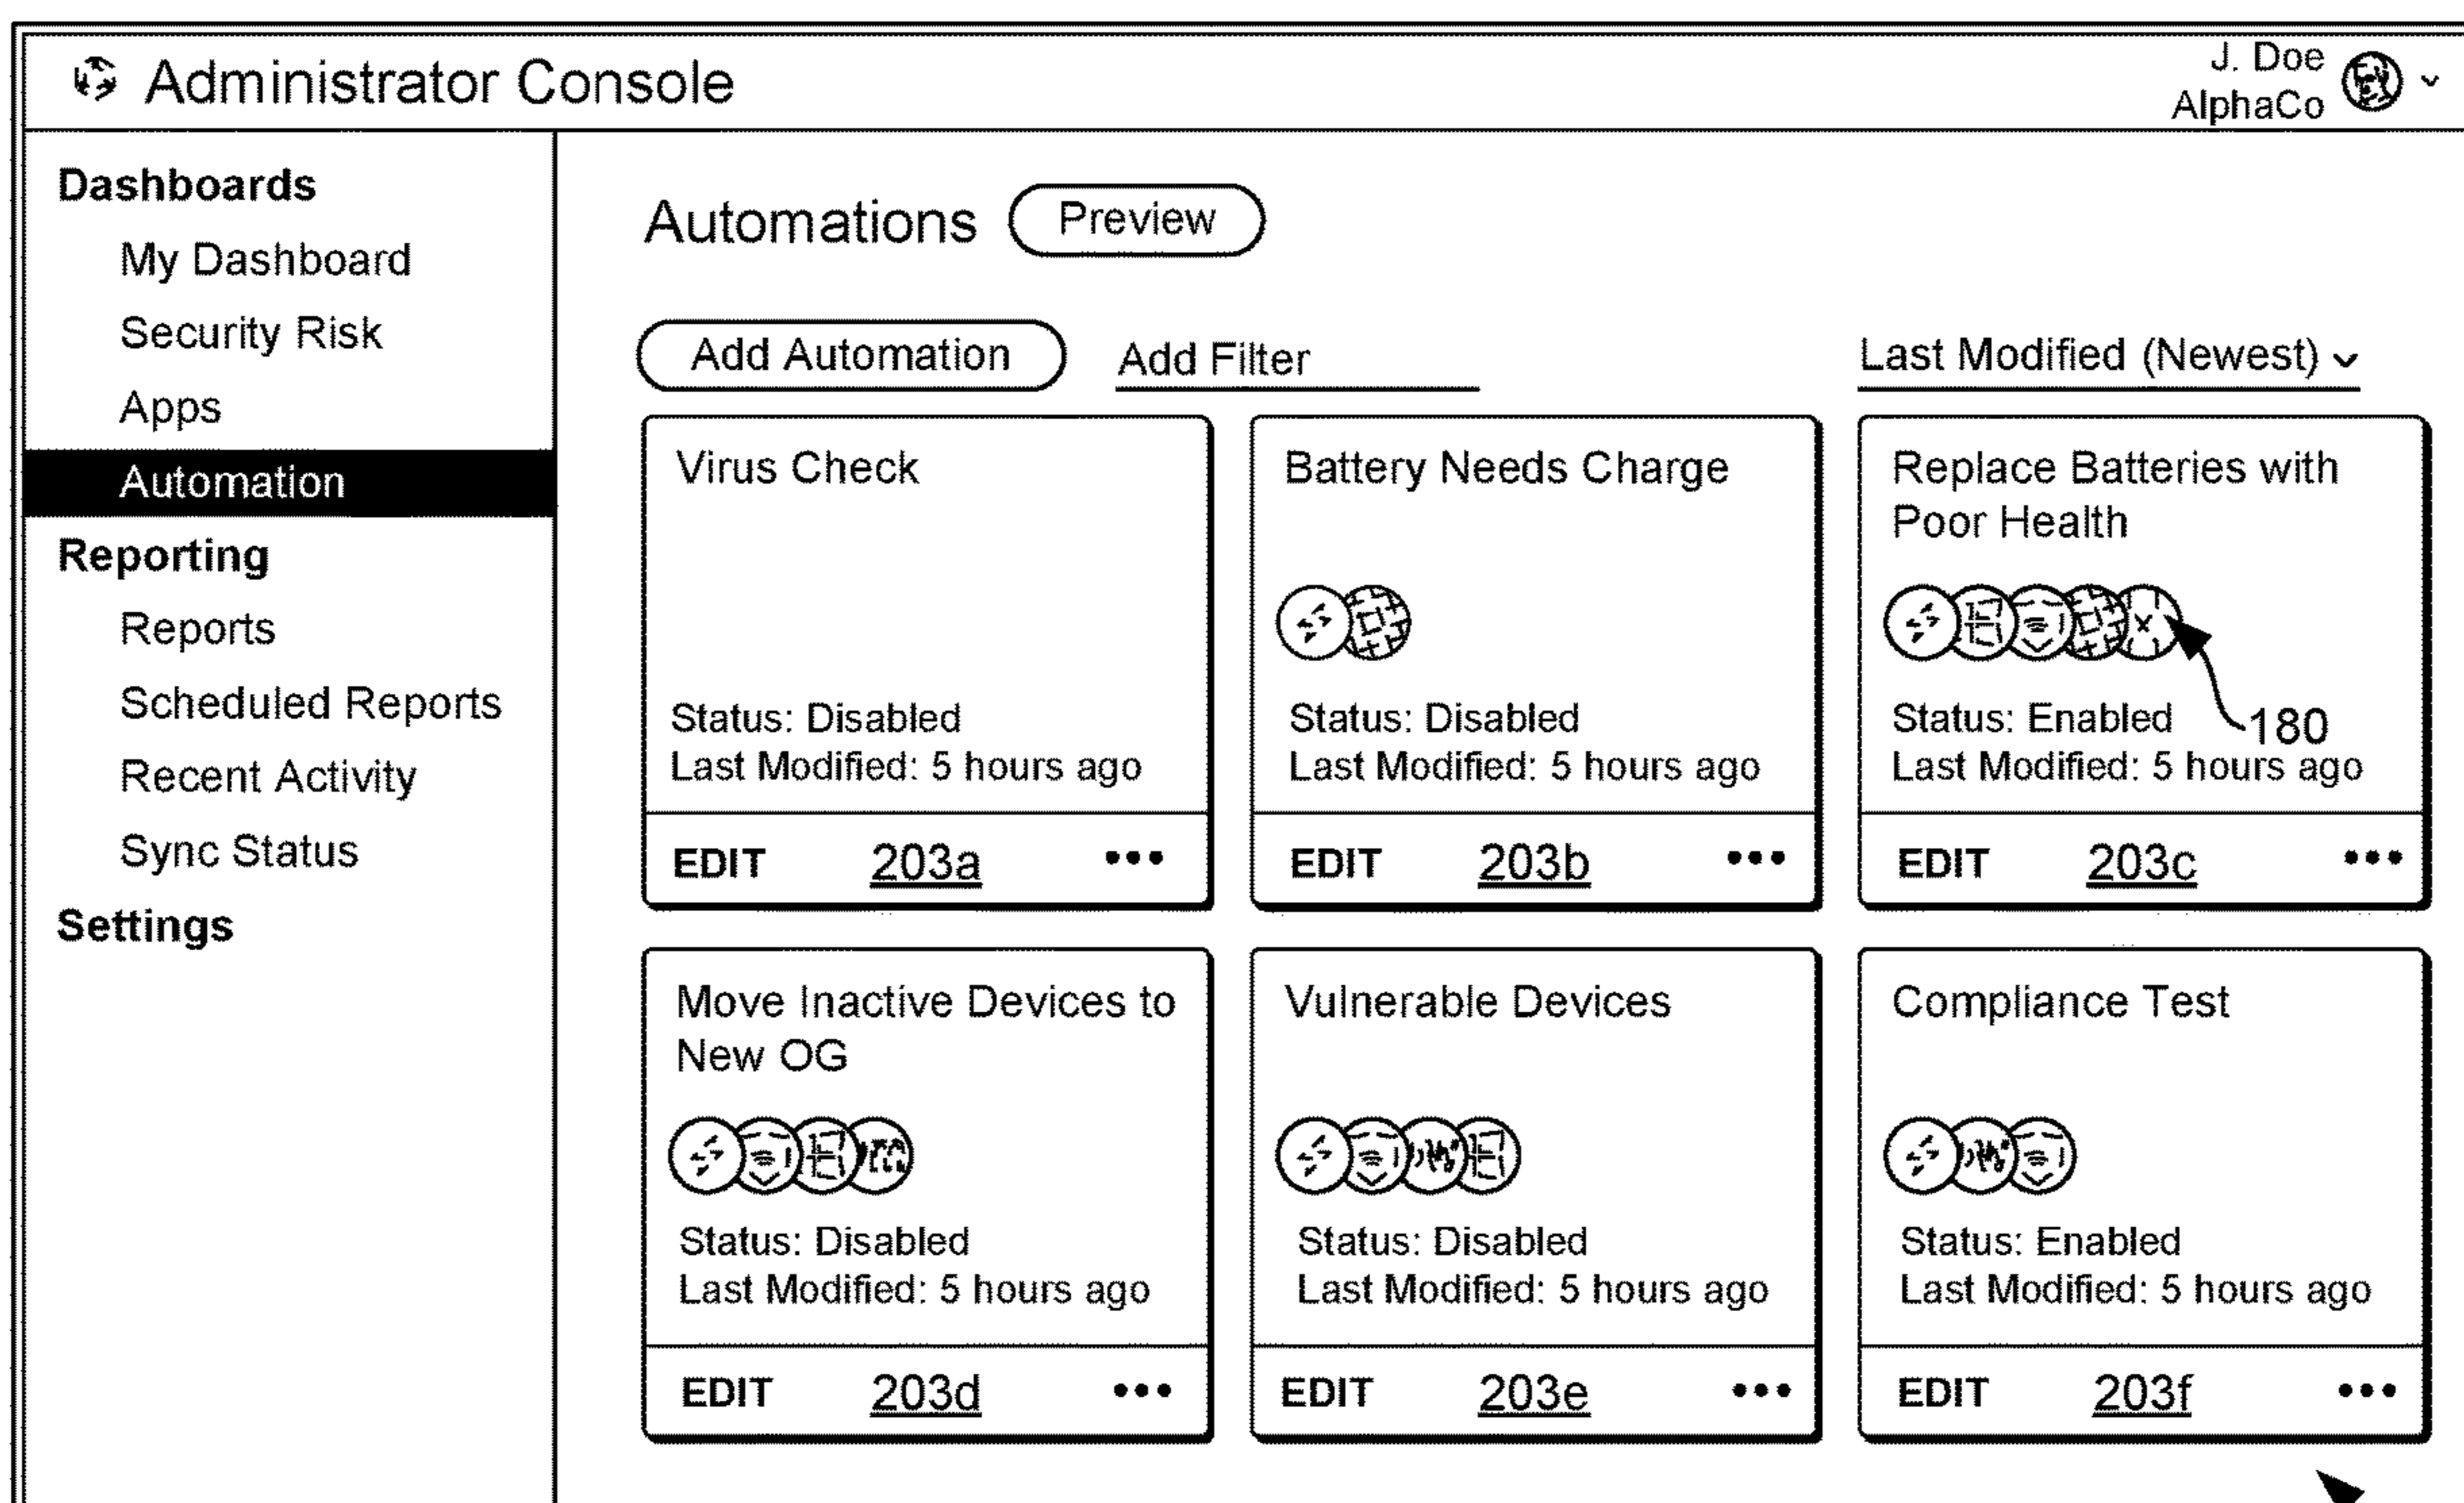 Administrator Console
J. Doe
AlphaCo
Dashboards
My Dashboard
Security Risk
Apps
Automation
Reporting
Reports
Scheduled Reports
Recent Activity
Sync Status
Settings
Automations Preview
Add Automation Add Filter Last Modified (Newest)
Virus Check
Status: Disabled
Last Modified: 5 hours ago
EDIT 203a •••
Battery Needs Charge
Status: Disabled
Last Modified: 5 hours ago
EDIT 203b •••
Replace Batteries with
Poor Health
180
Status: Enabled
Last Modified: 5 hours ago
EDIT 203c •••
Move Inactive Devices to
New OG
Status: Disabled
Last Modified: 5 hours ago
EDIT 203d •••
Vulnerable Devices
Status: Disabled
Last Modified: 5 hours ago
EDIT 203e •••
Compliance Test
Status: Enabled
Last Modified: 5 hours ago
EDIT 203f •••